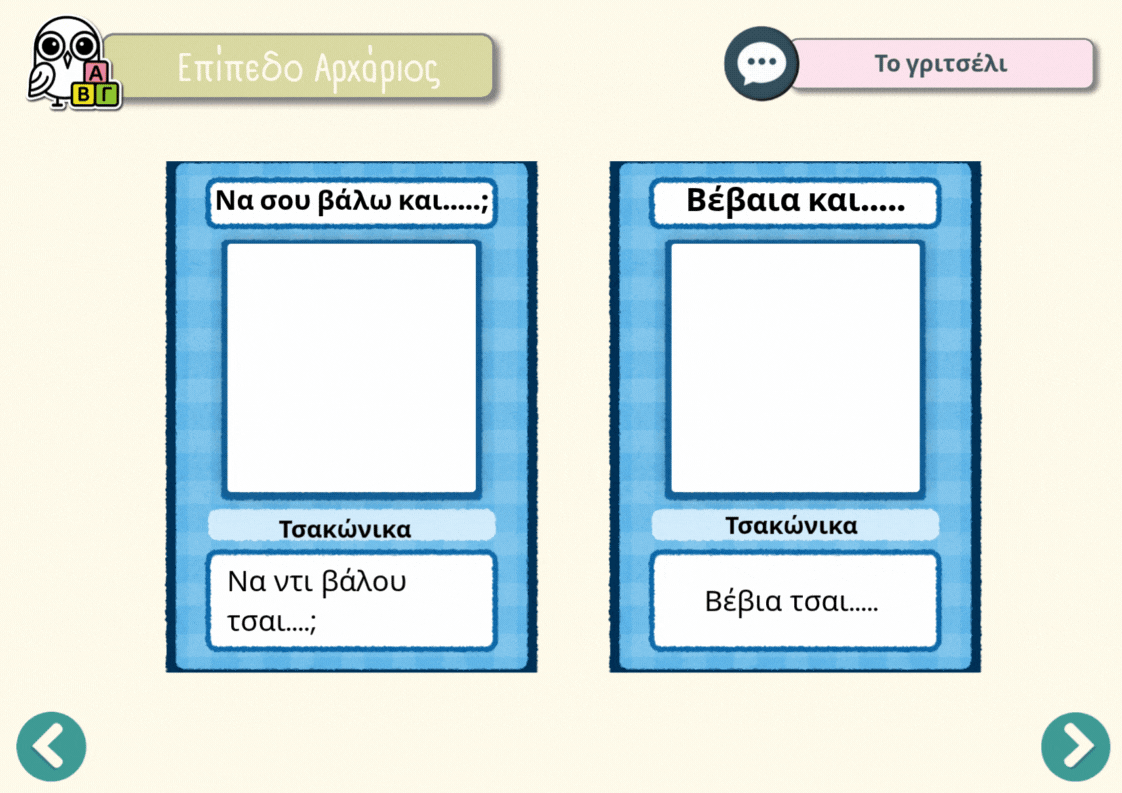 Επίπεδο Αρχάριος
Α
Β Γ
Το γριτσέλι
Να σου βάλω και.....;
Τσακώνικα
Να ντι βάλου
τσαι....;
Βέβαια και.....
Τσακώνικα
Βέβια τσαι.....